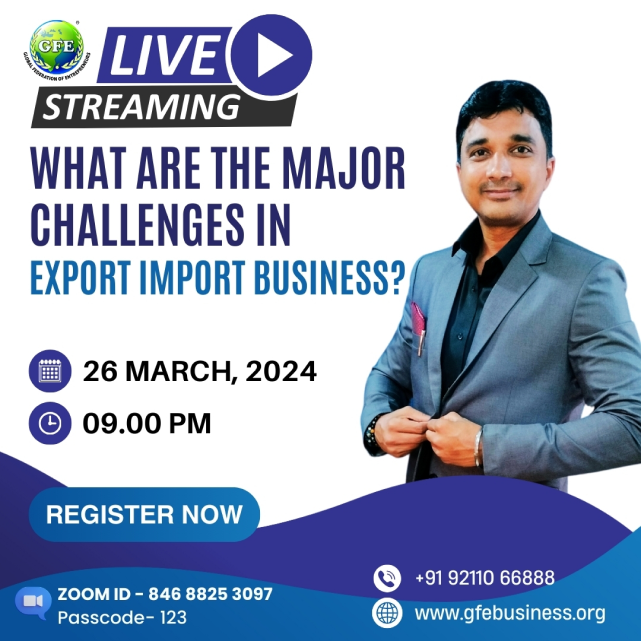 GFE
GLOBAL FEDERATION OF ENTREPRENEURS
®
LIVE
STREAMING
WHAT ARE THE MAJOR
CHALLENGES IN
EXPORT IMPORT BUSINESS?
26 MARCH, 2024
09.00 PM
REGISTER NOW
ZOOM ID - 846 8825 3097
Passcode- 123
+91 92110 66888
www.gfebusiness.org